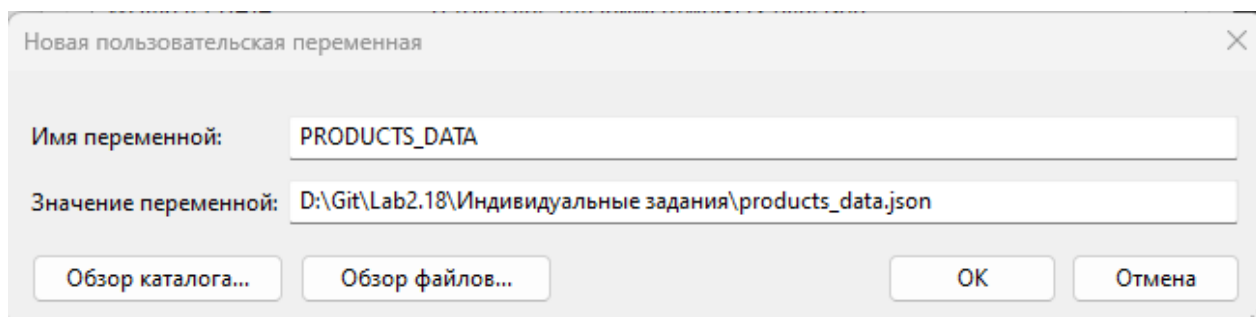 Новая пользовательская переменная
Имя переменной: PRODUCTS_DATA
Значение переменной: D:\Git\Lab2.18\Индивидуальные задания\products_data.json
Обзор каталога... Обзор файлов... ОК Отмена